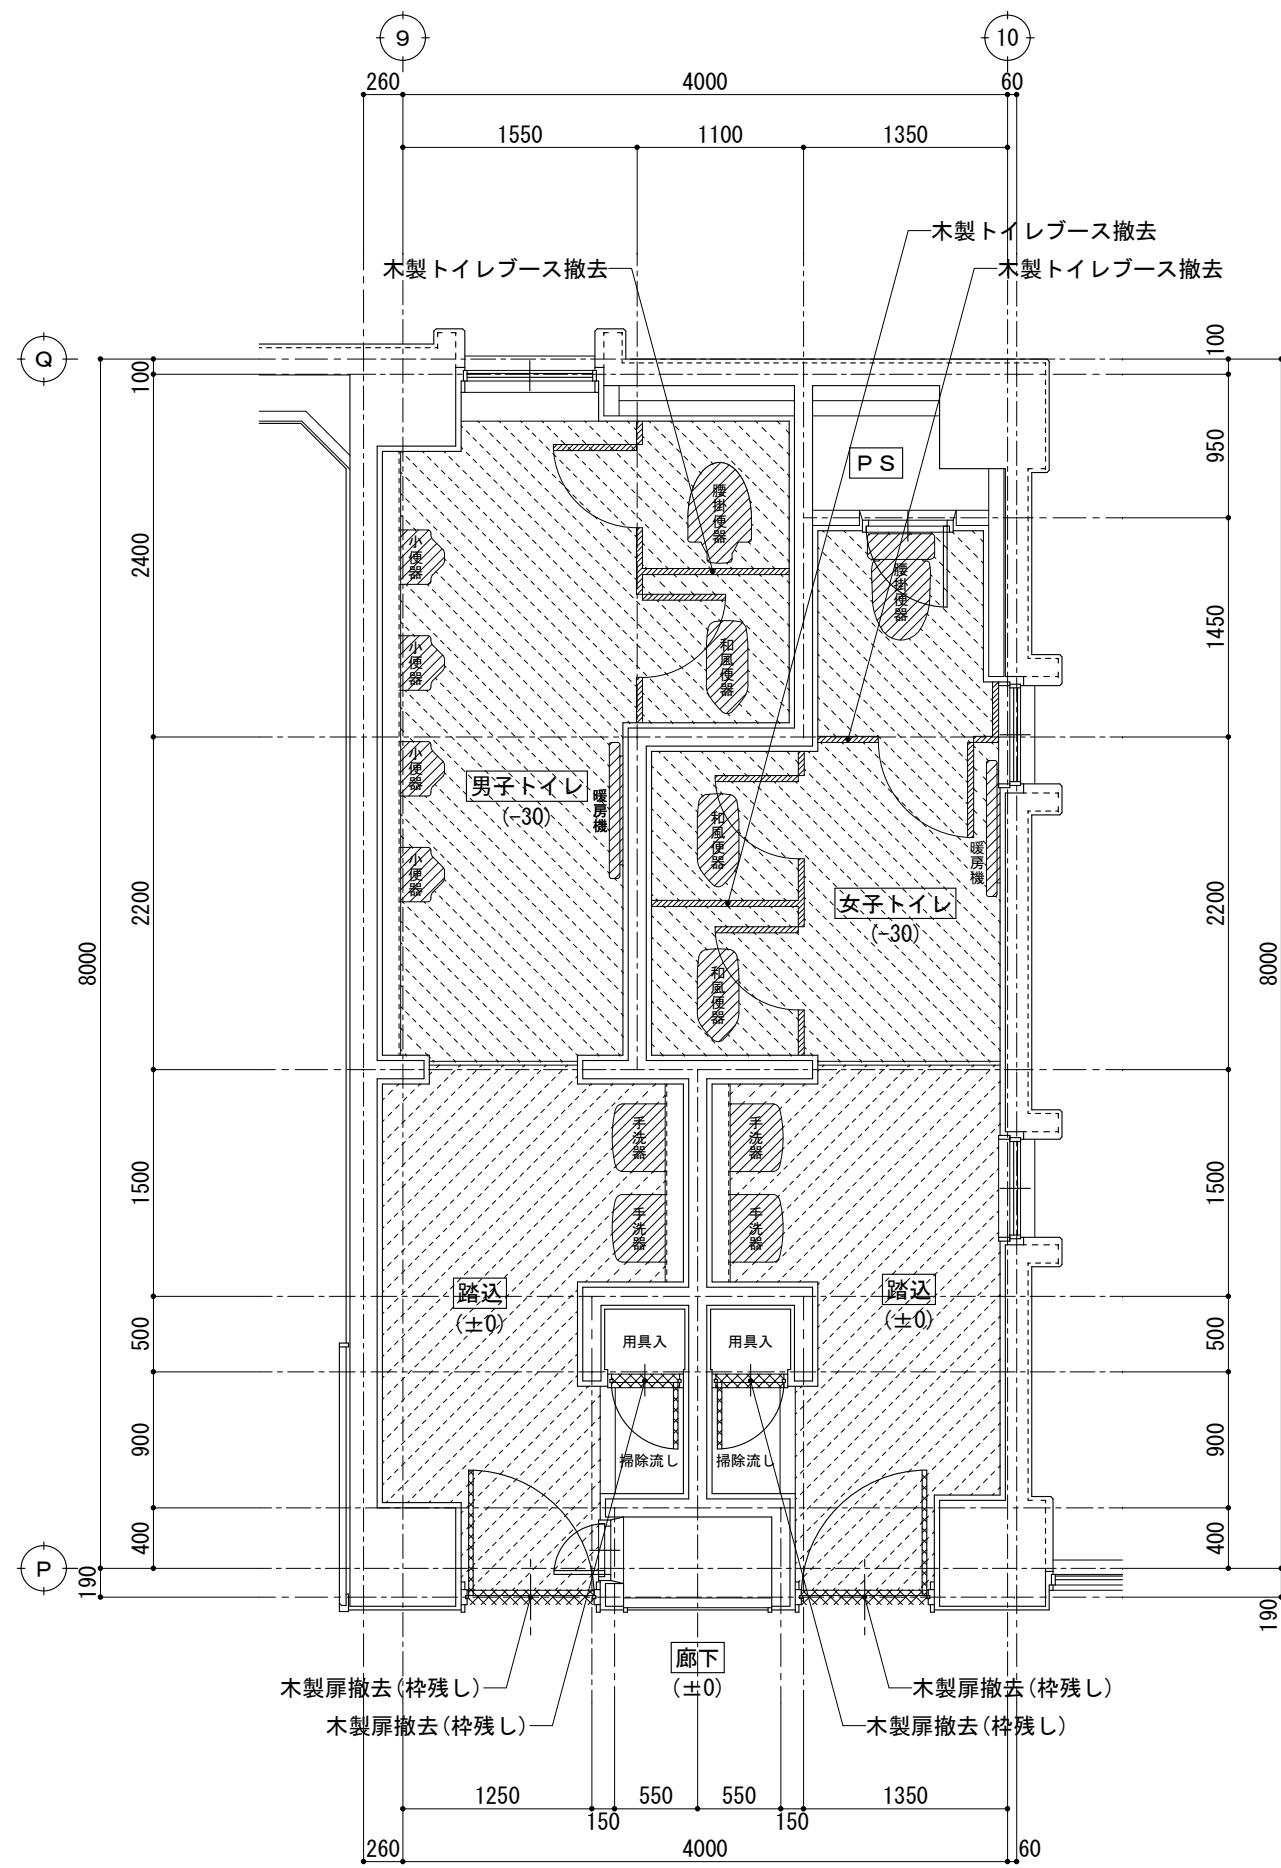 9
10
260
4000
60
1550
1100
1350
木製トイレブース撤去
木製トイレブース撤去
木製トイレブース撤去
Q
100
100
PS
950
腰掛便器
小便器
2400
腰掛便器
1450
小便器
和風便器
小便器
男子トイレ
(-30)
暖房機
和風便器
暖房機
小便器
2200
女子トイレ
(-30)
2200
8000
8000
和風便器
手洗器
手洗器
1500
1500
手洗器
手洗器
踏込
(±0)
踏込
(±0)
500
用具入
用具入
500
900
掃除流し
掃除流し
900
400
400
P
190
190
廊下
(±0)
木製扉撤去(枠残し)
木製扉撤去(枠残し)
木製扉撤去(枠残し)
木製扉撤去(枠残し)
1250
150
550
550
150
1350
260
4000
60